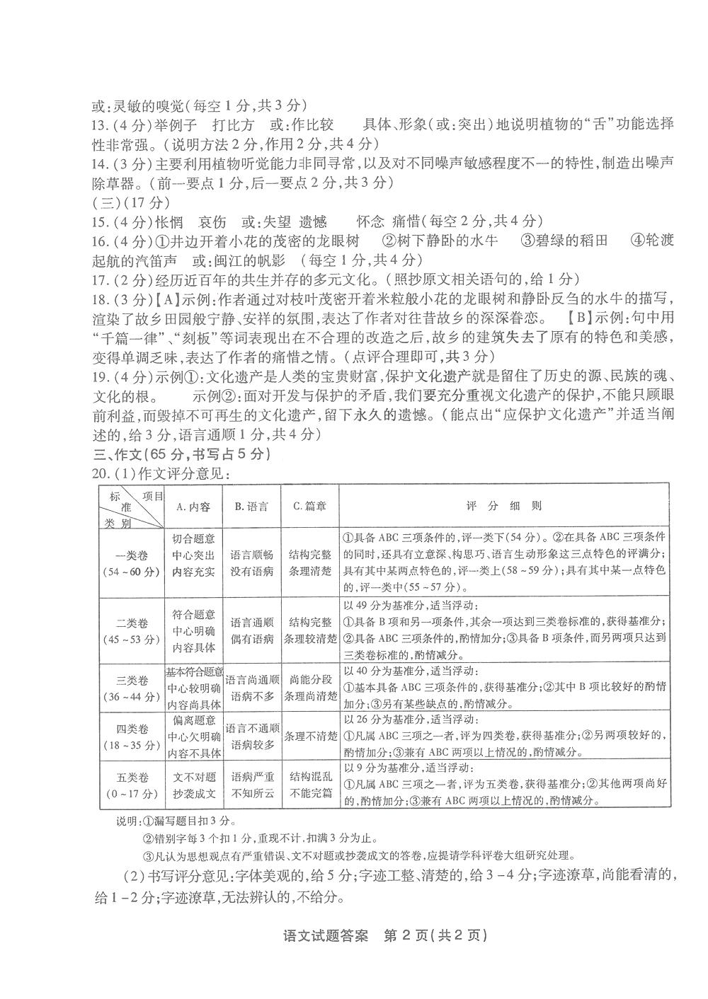 或:灵敏的嗅觉(每空1分,共3分)
13.(4分)举例子 打比方 或:作比较 具体、形象(或:突出)地说明植物的“舌”功能选择
性非常强。(说明方法2分,作用2分,共4分)
14.(3分)主要利用植物听觉能力非同寻常,以及对不同噪声敏感程度不一的特性,制造出噪声
除草器。(前一要点1分,后一要点2分,共3分)
(三)(17分)
15.(4分)怅惘 哀伤 或:失望 遗憾 怀念 痛惜(每空2分,共4分)
16.(4分)①井边开着小花的茂密的龙眼树 ②树下静卧的水牛 ③碧绿的稻田 ④轮渡
起航的汽笛声 或:闽江的帆影 (每空1分,共4分)
17.(2分)经历近百年的共生并存的多元文化。(照抄原文相关语句的,给1分)
18.(3分)【A】示例:作者通过对枝叶茂密开着米粒般小花的龙眼树和静卧反刍的水牛的描写,
渲染了故乡田园般宁静、安祥的氛围,表达了作者对往昔故乡的深深眷恋。 【B】示例:句中用
“千篇一律”、“刻板”等词表现出在不合理的改造之后,故乡的建筑失去了原有的特色和美感,
变得单调乏味,表达了作者的痛惜之情。(点评合理即可,共3分)
19.(4分)示例①:文化遗产是人类的宝贵财富,保护文化遗产就是留住了历史的源、民族的魂、
文化的根。 示例②:面对开发与保护的矛盾,我们要充分重视文化遗产的保护,不能只顾眼
前利益,而毁掉不可再生的文化遗产,留下永久的遗憾。(能点出“应保护文化遗产”并适当阐
述的,给3分,语言通顺1分,共4分)
三、作文(65分,书写占5分)
20.(1)作文评分意见:
标准 项目 类别 A.内容 B.语言 C.篇章 评分细则
一类卷
(54~60分)
切合题意
中心突出
内容充实
语言顺畅
没有语病
结构完整
条理清楚
①具备ABC三项条件的,评一类下(54分)。②在具备ABC三项条件
的同时,还具有立意深、构思巧、语言生动形象这三点特色的评满分;
具有其中某两点特色的,评一类上(58~59分);具有其中某一点特色
的,评一类中(55~57分)。
二类卷
(45~53分)
符合题意
中心明确
内容具体
语言通顺
偶有语病
结构完整
条理较清楚
以49分为基准分,适当浮动:
①具备B项和另一项条件,其余一项达到三类卷标准的,获得基准分;
②具备ABC三项条件的,酌情加分;③具备B项条件,而另两项只达到
三类卷标准的,酌情减分。
三类卷
(36~44分)
基本符合题意
中心较明确
内容尚具体
语言尚通顺
语病不多
尚能分段
条理尚清楚
以40分为基准分,适当浮动:
①基本具备ABC三项条件的,获得基准分;②其中B项比较好的酌情
加分;③另有某些缺点的,酌情减分。
四类卷
(18~35分)
偏离题意
中心欠明确
内容不具体
语言不通顺
语病较多
条理不清楚
以26分为基准分,适当浮动:
①凡属ABC三项之一者,评为四类卷,获得基准分;②另两项较好的,
酌情加分;③兼有ABC两项以上情况的,酌情减分。
五类卷
(0~17分)
文不对题
抄袭成文
语病严重
不知所云
结构混乱
不能完篇
以9分为基准分,适当浮动:
①凡属ABC三项之一者,评为五类卷,获得基准分;②其他两项尚好
的,酌情加分;③兼有ABC两项以上情况的,酌情减分。
说明:①漏写题目扣3分。
②错别字每3个扣1分,重现不计,扣满3分为止。
③凡认为思想观点有严重错误、文不对题或抄袭成文的答卷,应提请学科评卷大组研究处理。
(2)书写评分意见:字体美观的,给5分;字迹工整、清楚的,给3-4分;字迹潦草,尚能看清的,
给1-2分;字迹潦草,无法辨认的,不给分。
语文试题答案 第2页(共2页)